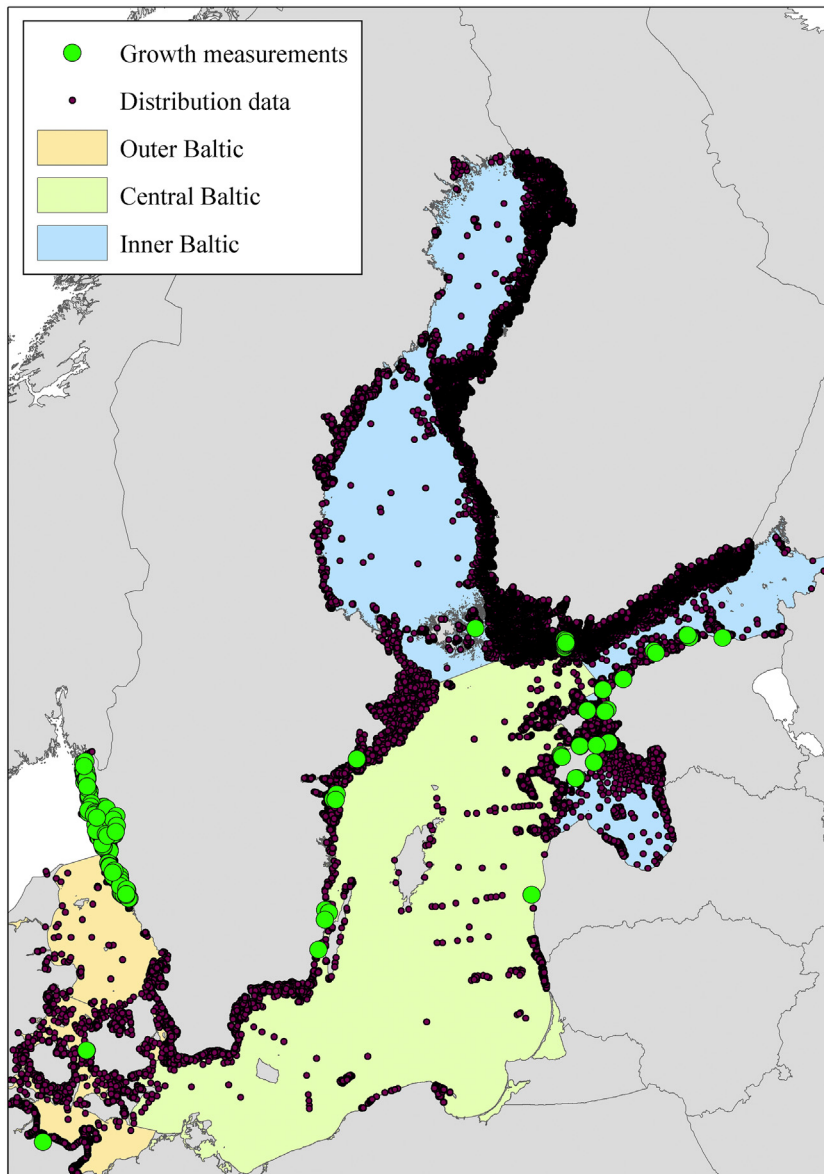 Growth measurements
Distribution data
Outer Baltic
Central Baltic
Inner Baltic